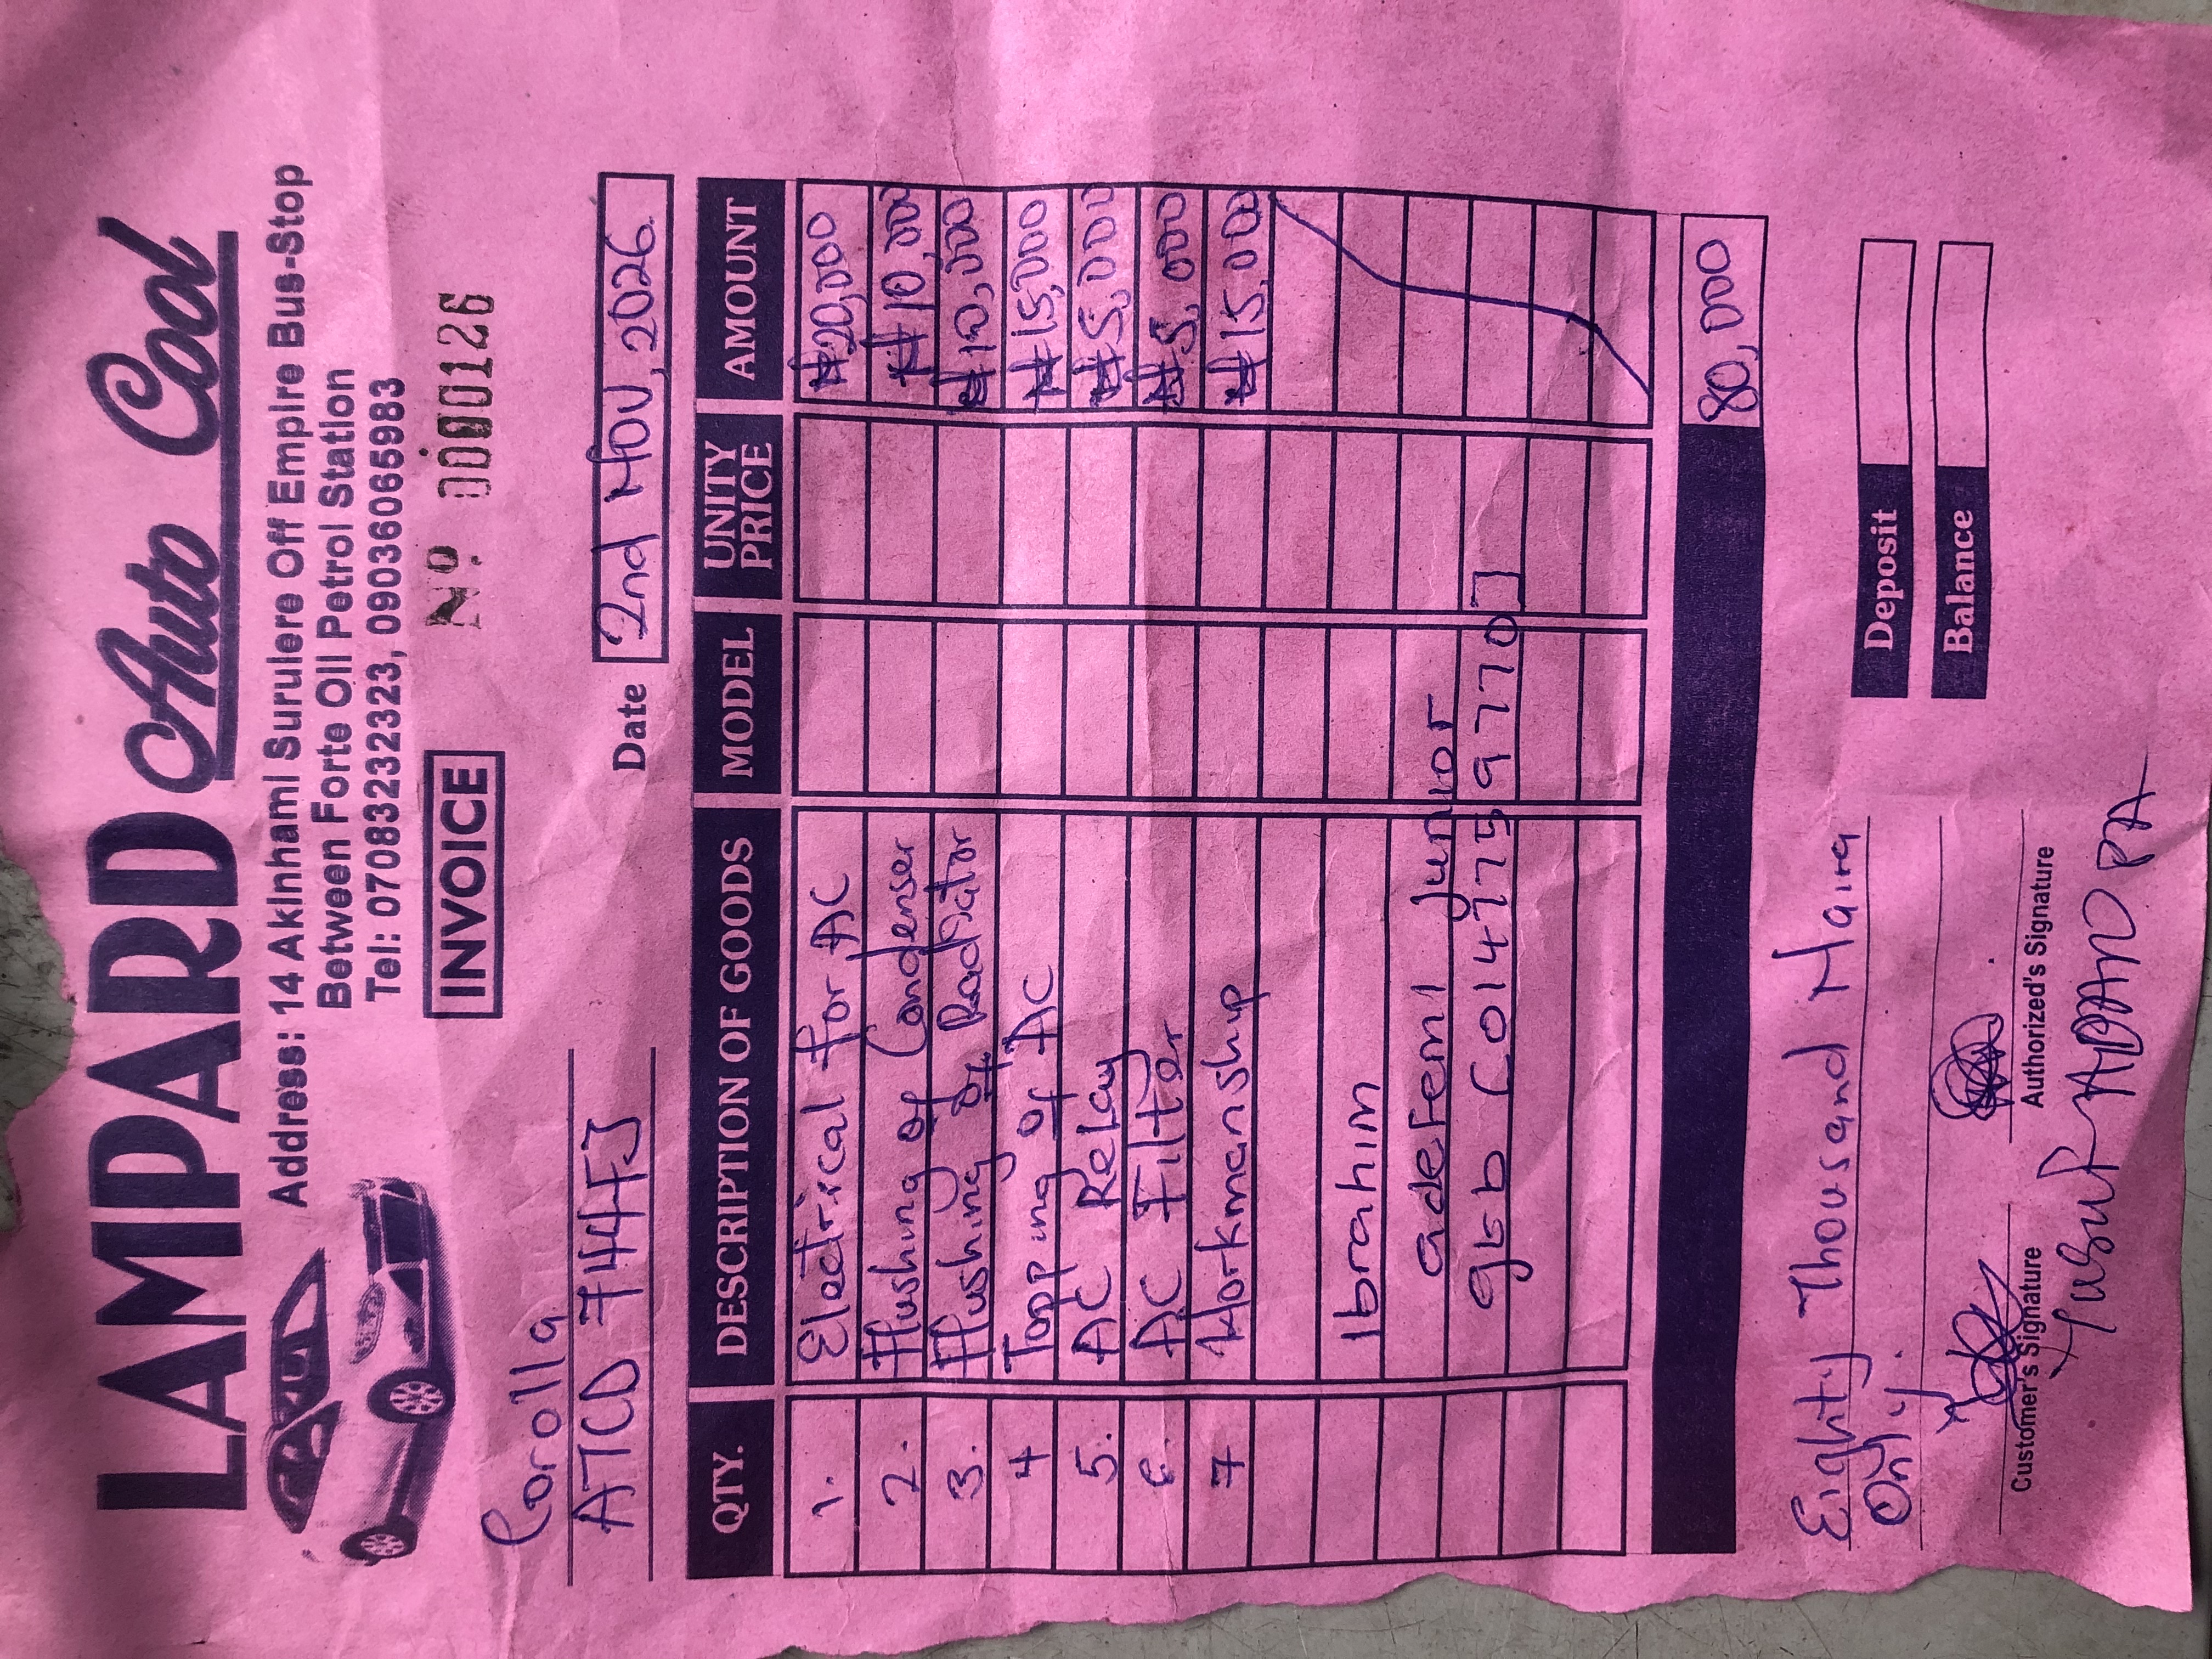 LAMPARD Auto Cool
Address: 14 Akinhami Surulere Off Empire Bus-Stop
Between Forte Oil Petrol Station
Tel: 07083232323, 09036065983
INVOICE Nº 0000126
Corolla
Date 2nd NOV, 2026.
QTY. DESCRIPTION OF GOODS MODEL UNITY PRICE AMOUNT
1. Electrical for AC ₦20,000
2. Flushing of Condenser ₦10,000
3. Flushing of Radiator ₦10,000
4 Topping of AC ₦15,000
5. AC Relay ₦5,000
6. AC Filter ₦5,000
7 Workmanship ₦15,000
Ibrahim
adefemi junior
gtb [0147759770]
80,000
Eighty Thousand Naira
Only.
Deposit
Balance
Customer's Signature Authorized's Signature
Yusuf